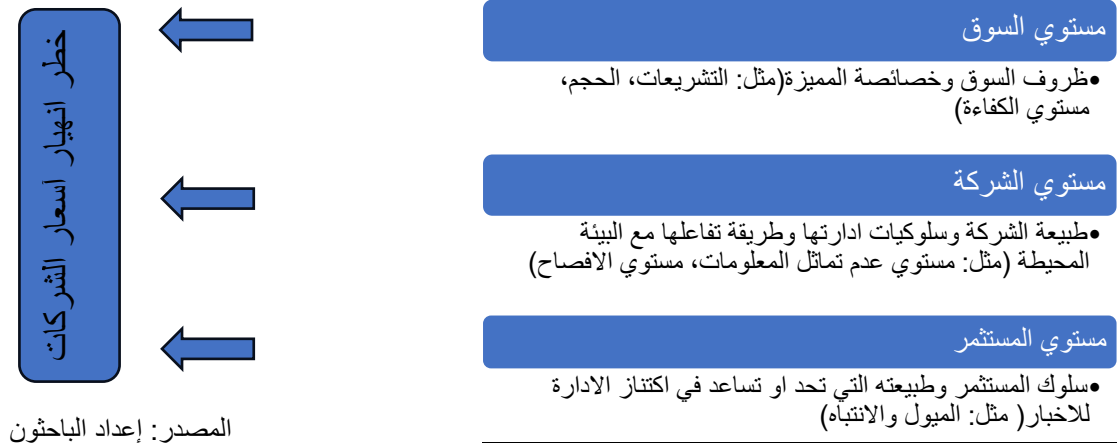 مستوي السوق
•ظروف السوق وخصائصة المميزة(مثل: التشريعات، الحجم،
مستوي الكفاءة)
مستوي الشركة
•طبيعة الشركة وسلوكيات ادارتها وطريقة تفاعلها مع البيئة
المحيطة (مثل: مستوي عدم تماثل المعلومات، مستوي الافصاح)
مستوي المستثمر
•سلوك المستثمر وطبيعته التي تحد او تساعد في اكتناز الادارة
للاخبار( مثل: الميول والانتباه)
خطر انهيار أسعار الشركات
المصدر: إعداد الباحثون